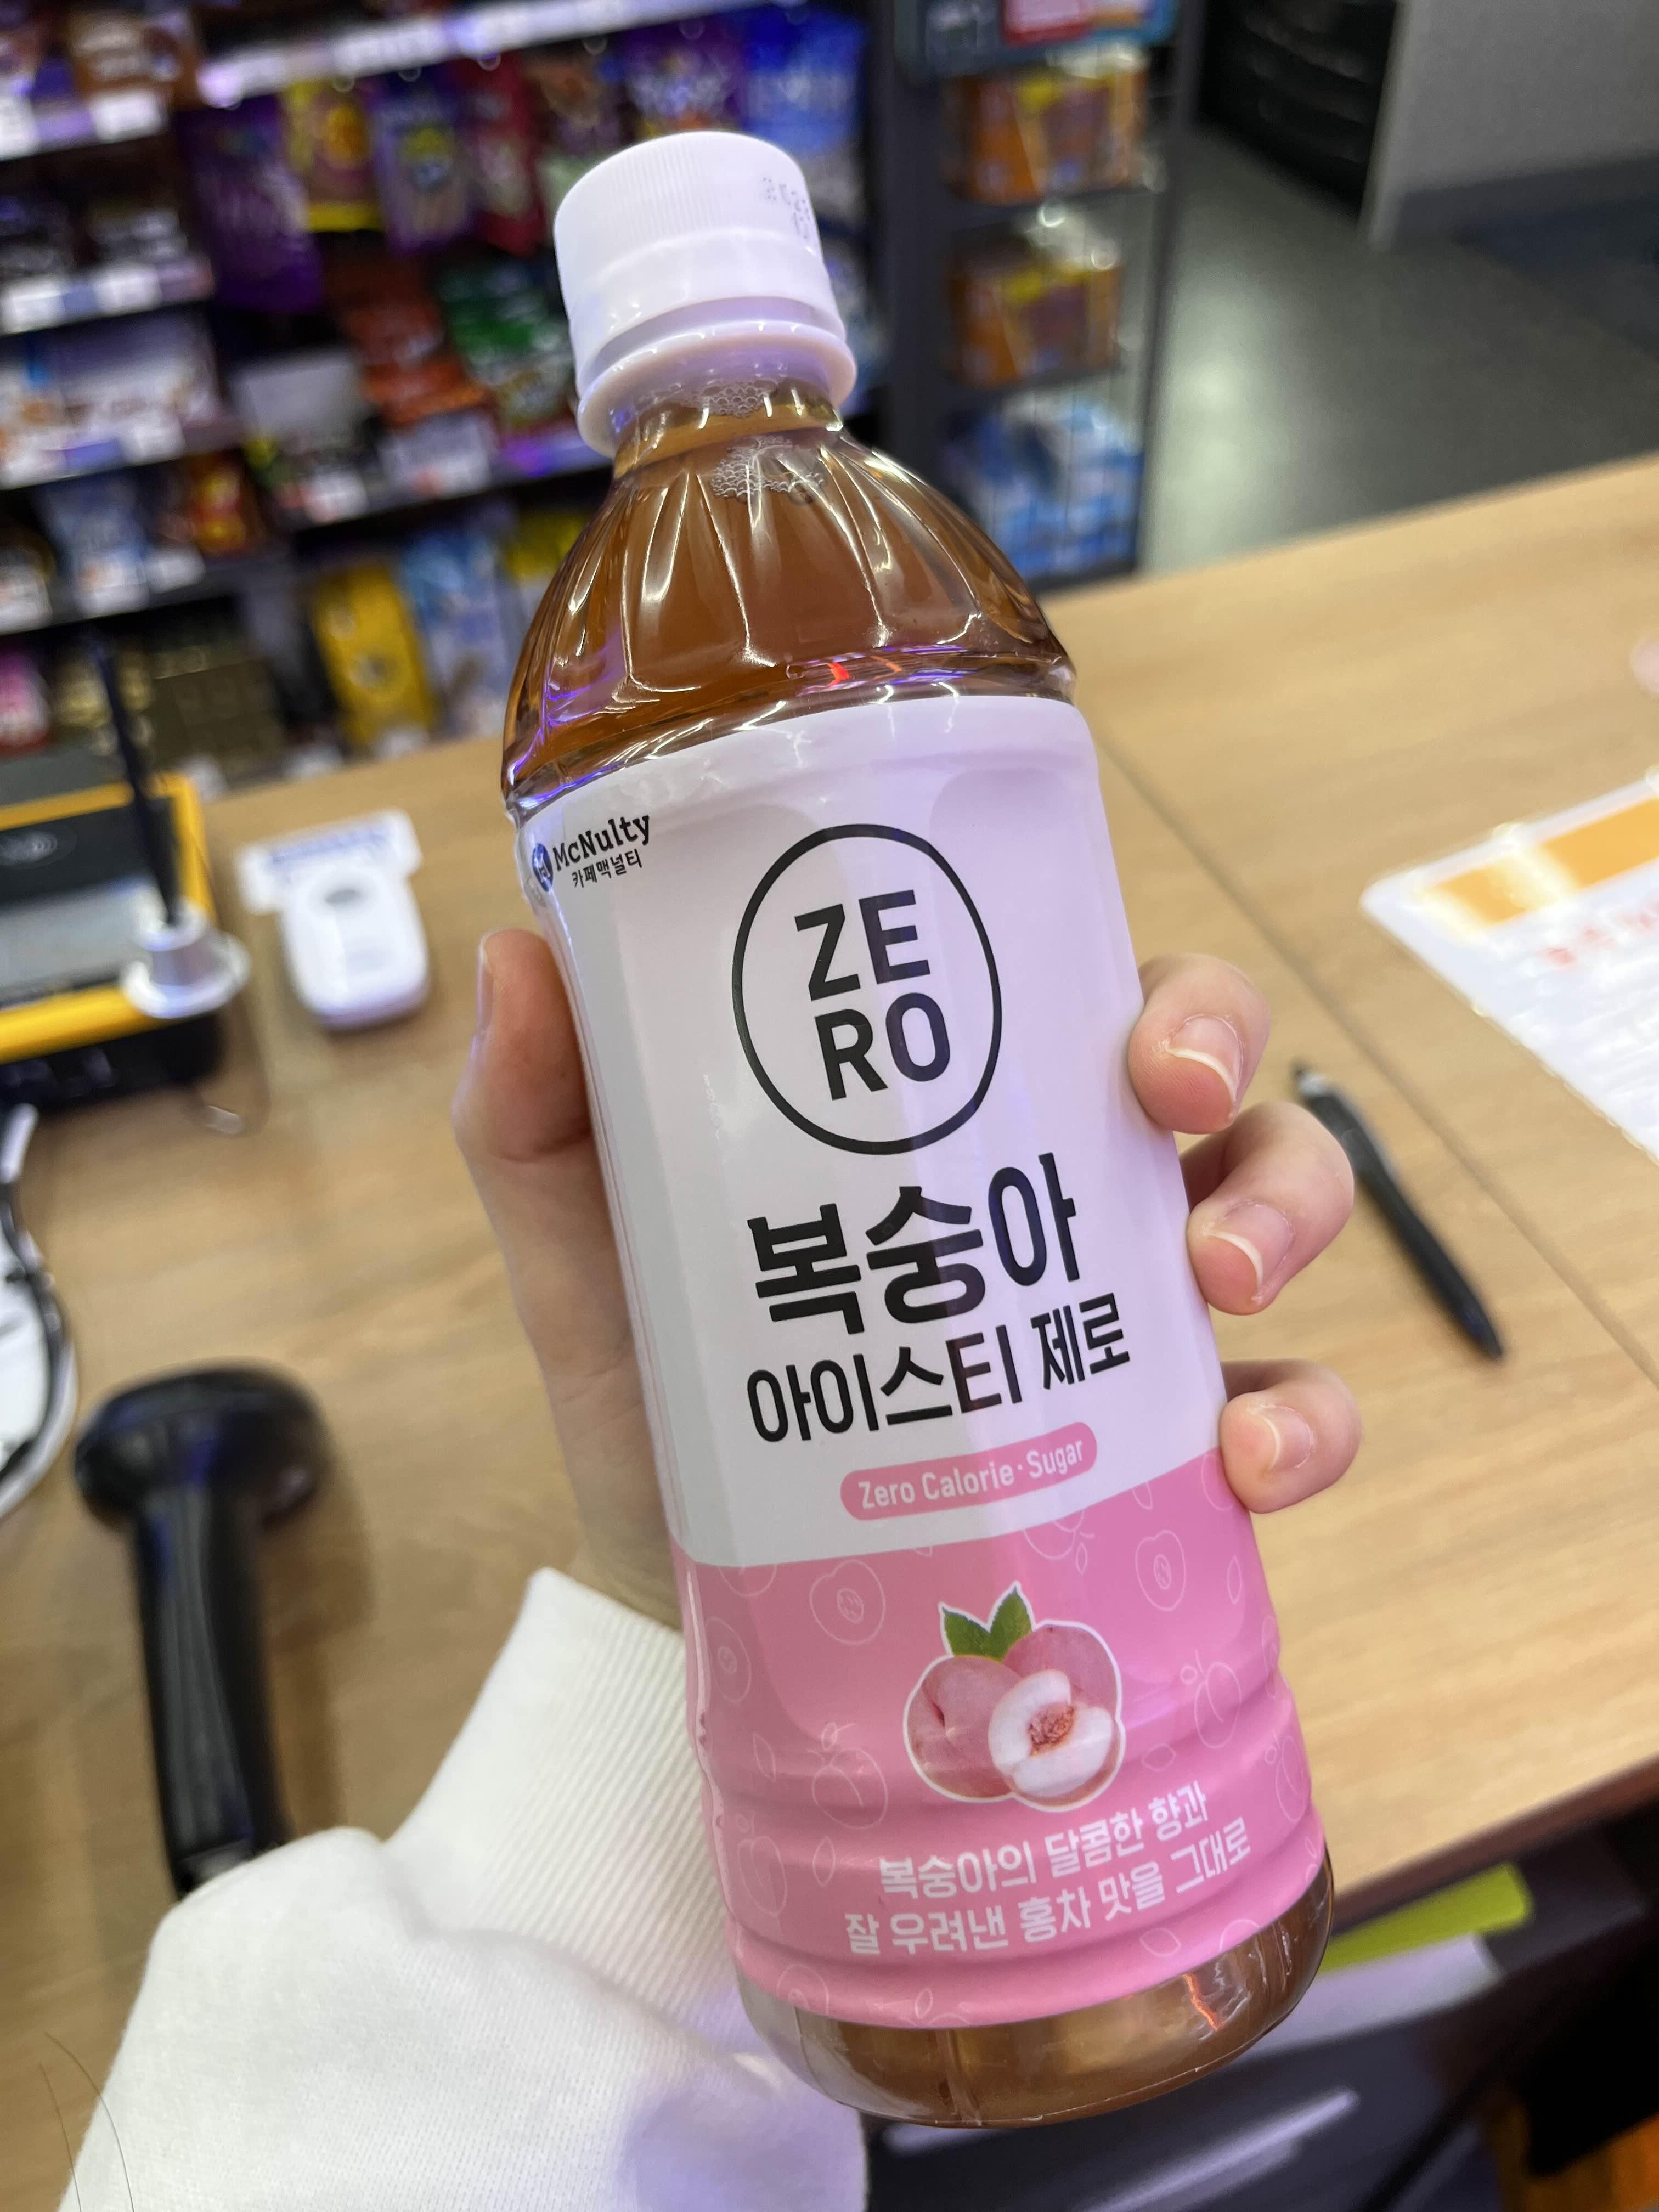 McNulty
카페맥널티
ZE
RO
복숭아
아이스티 제로
Zero Calorie · Sugar
복숭아의 달콤한 향과
잘 우려낸 홍차 맛을 그대로